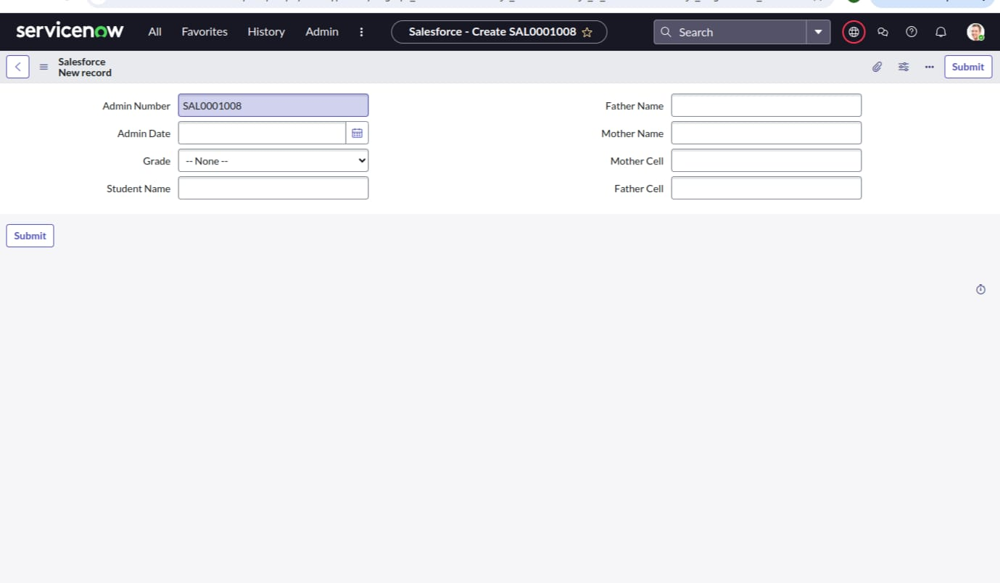 servicenow All Favorites History Admin Salesforce - Create SAL0001008 Search
Salesforce
New record
Submit
Admin Number SAL0001008
Father Name
Admin Date
Mother Name
Grade -- None --
Mother Cell
Student Name
Father Cell
Submit